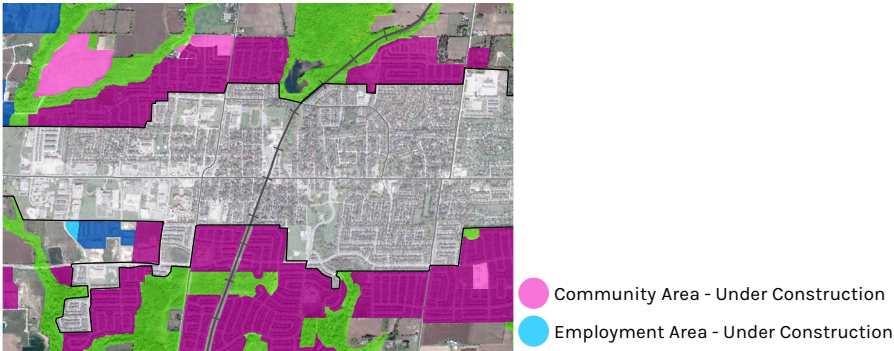 Community Area - Under Construction
Employment Area - Under Construction